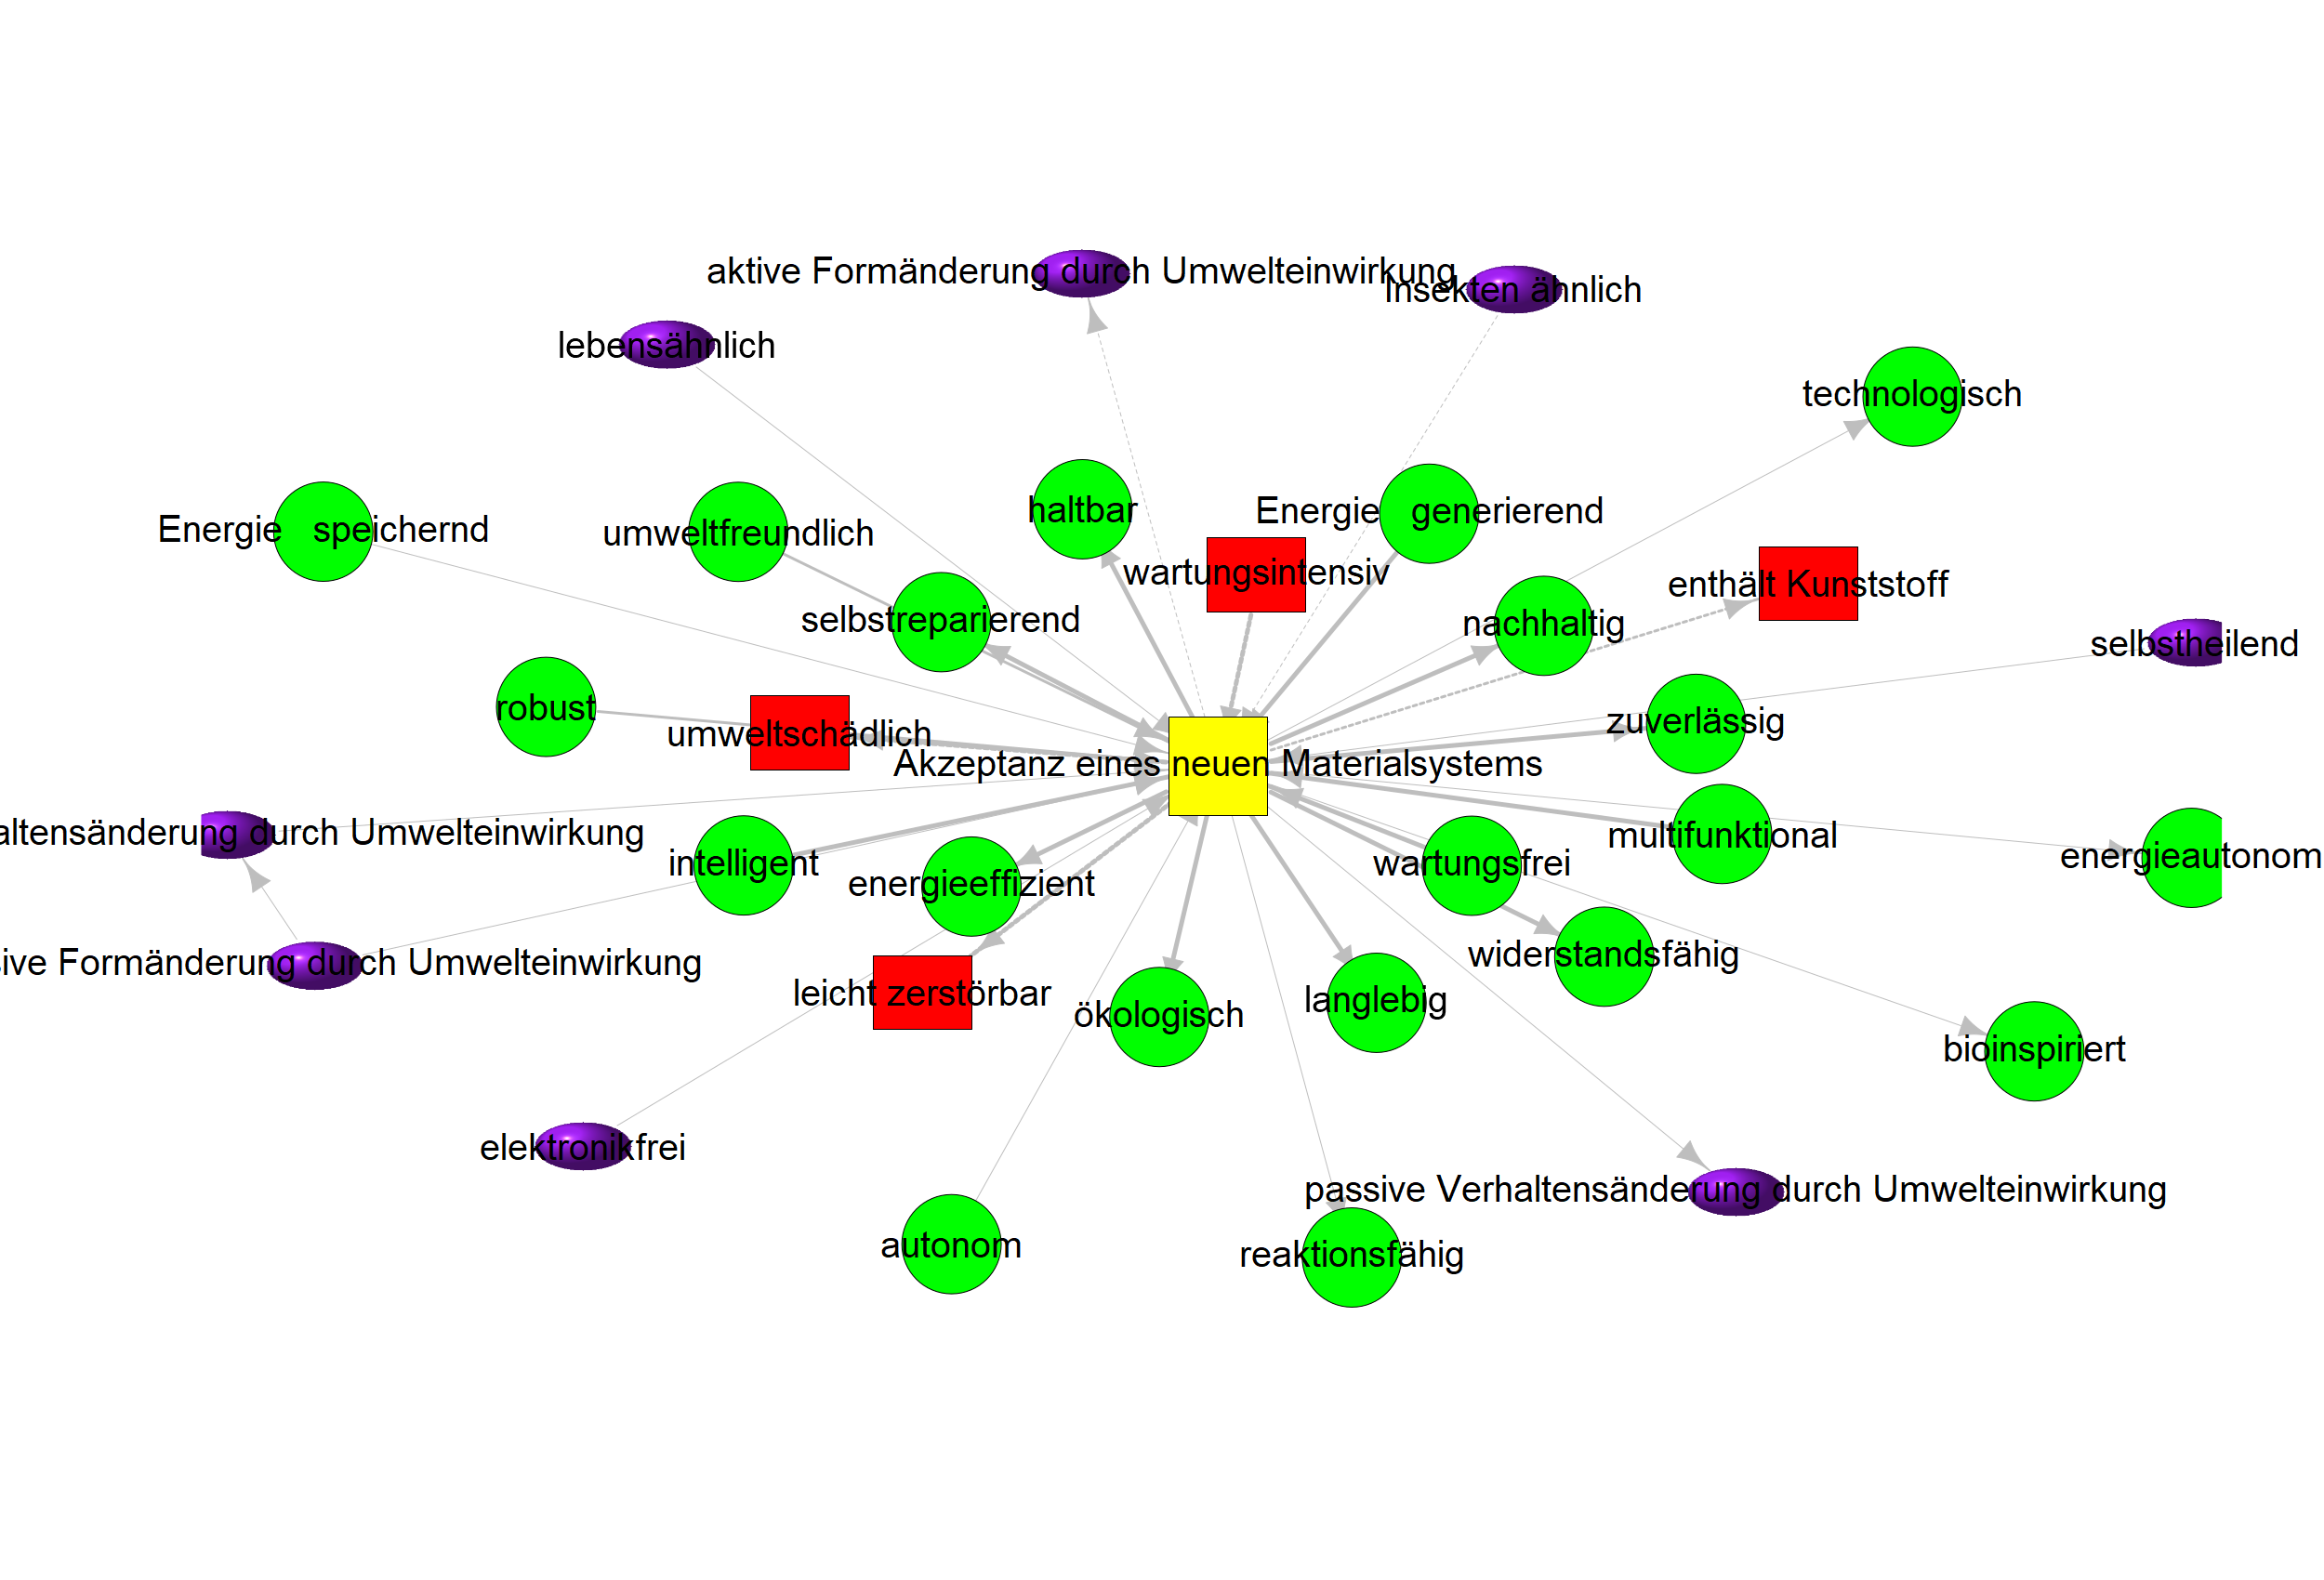 aktive Formänderung durch Umwelteinwirkung
Insekten ähnlich
lebensähnlich
technologisch
Energie speichernd
umweltfreundlich
haltbar
Energie generierend
wartungsintensiv
enthält Kunststoff
selbstreparierend
nachhaltig
selbstheilend
robust
umweltschädlich
zuverlässig
Akzeptanz eines neuen Materialsystems
altensänderung durch Umwelteinwirkung
intelligent
energieeffizient
wartungsfrei
multifunktional
energieautonom
ive Formänderung durch Umwelteinwirkung
leicht zerstörbar
ökologisch
langlebig
widerstandsfähig
bioinspiriert
elektronikfrei
passive Verhaltensänderung durch Umwelteinwirkung
autonom
reaktionsfähig